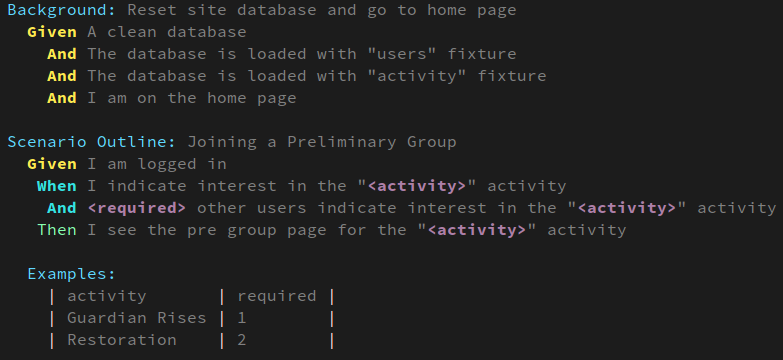 Background: Reset site database and go to home page
Given A clean database
And The database is loaded with "users" fixture
And The database is loaded with "activity" fixture
And I am on the home page
Scenario Outline: Joining a Preliminary Group
Given I am logged in
When I indicate interest in the "<activity>" activity
And <required> other users indicate interest in the "<activity>" activity
Then I see the pre group page for the "<activity>" activity
Examples:
| activity | required |
| Guardian Rises | 1 |
| Restoration | 2 |